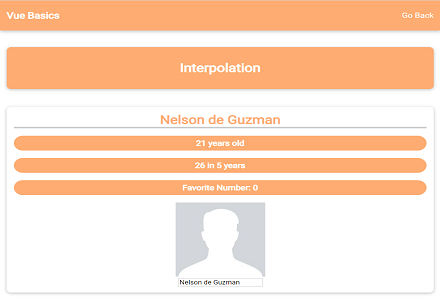 Vue Basics
Go Back
Interpolation
Nelson de Guzman
21 years old
26 in 5 years
Favorite Number: 0
Nelson de Guzman